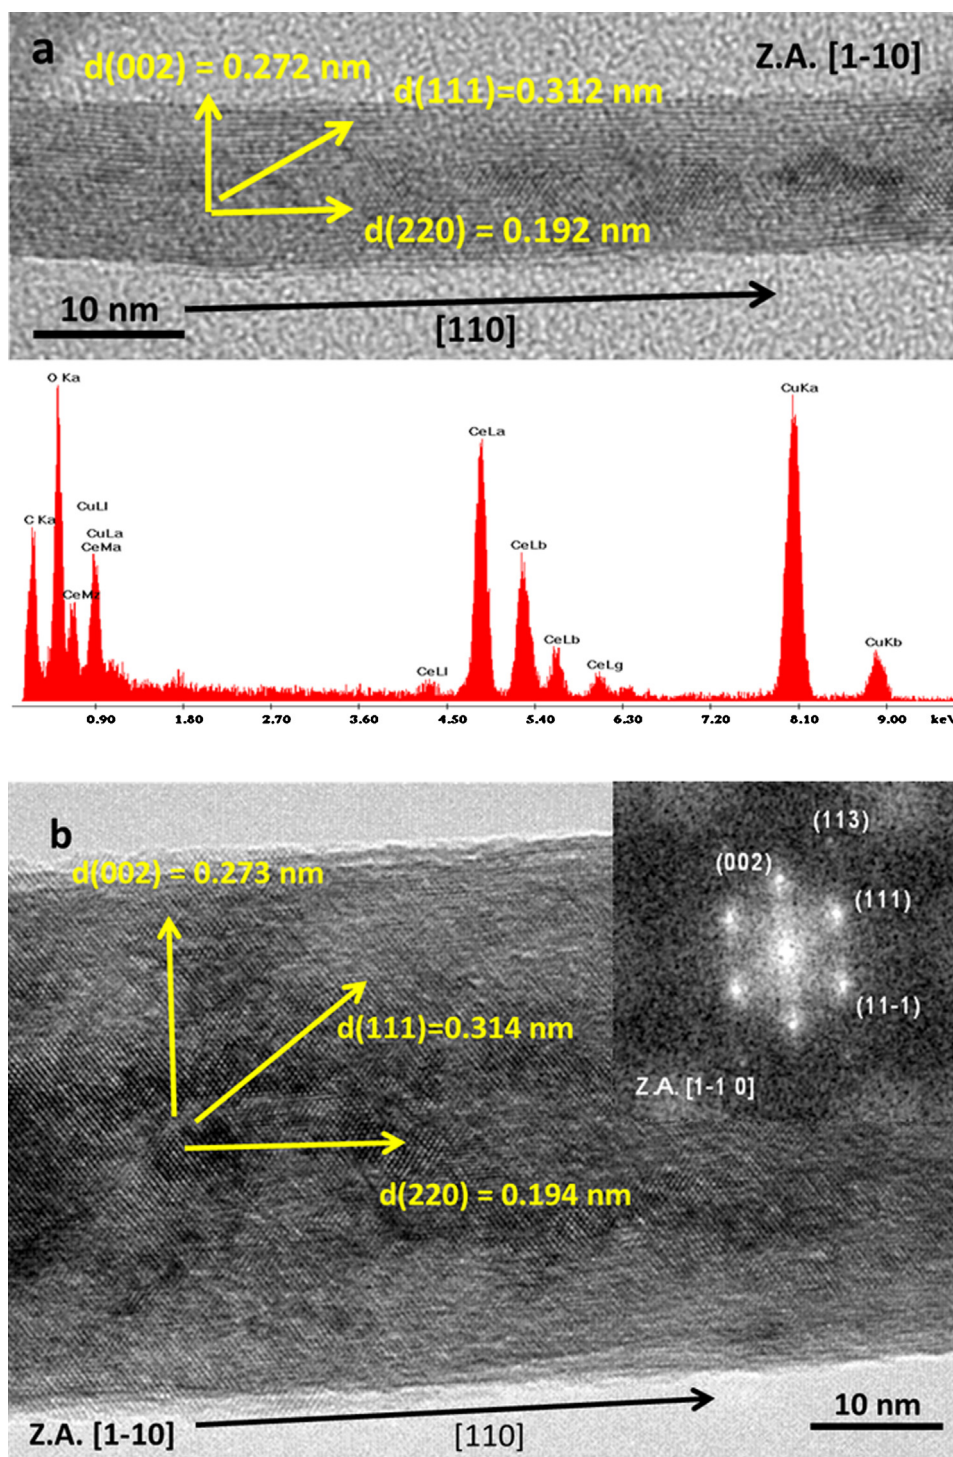 a
Z.A. [1-10]
d(002) = 0.272 nm
d(111)=0.312 nm
d(220) = 0.192 nm
10 nm
[110]
O Ka
CuKa
CeLa
CuLl
C Ka
CuLa
CeMa
CeLb
CeMz
CeLb
CuKb
CeLl
CeLg
0.90 1.80 2.70 3.60 4.50 5.40 6.30 7.20 8.10 9.00 keV
b
(113)
d(002) = 0.273 nm
(002)
(111)
(11-1)
d(111)=0.314 nm
Z.A. [1-1 0]
d(220) = 0.194 nm
10 nm
Z.A. [1-10]
[110]